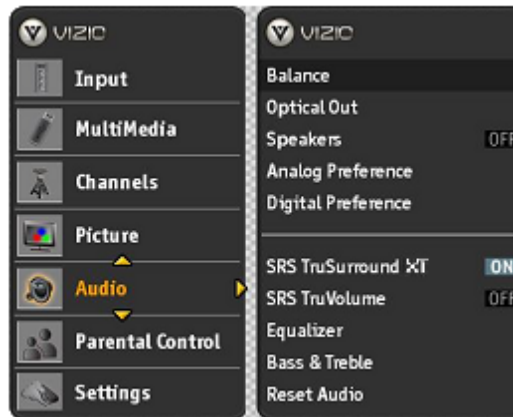 VIZIO
Input
MultiMedia
Channels
Picture
Audio
Parental Control
Settings
VIZIO
Balance
Optical Out
Speakers OFF
Analog Preference
Digital Preference
SRS TruSurround XT ON
SRS TruVolume OFF
Equalizer
Bass & Treble
Reset Audio